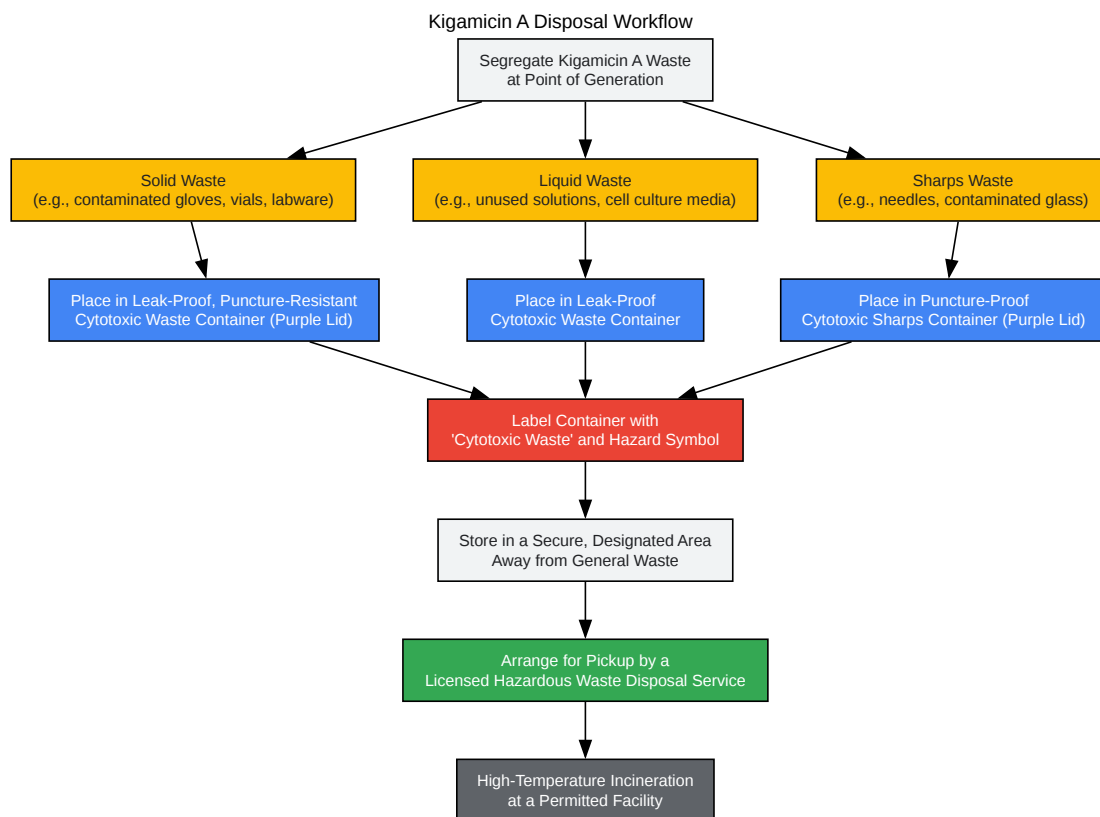 Kigamicin A Disposal Workflow
Segregate Kigamicin A Waste
at Point of Generation
Solid Waste
(e.g., contaminated gloves, vials, labware)
Liquid Waste
(e.g., unused solutions, cell culture media)
Sharps Waste
(e.g., needles, contaminated glass)
Place in Leak-Proof, Puncture-Resistant
Cytotoxic Waste Container (Purple Lid)
Place in Leak-Proof
Cytotoxic Waste Container
Place in Puncture-Proof
Cytotoxic Sharps Container (Purple Lid)
Label Container with
'Cytotoxic Waste' and Hazard Symbol
Store in a Secure, Designated Area
Away from General Waste
Arrange for Pickup by a
Licensed Hazardous Waste Disposal Service
High-Temperature Incineration
at a Permitted Facility